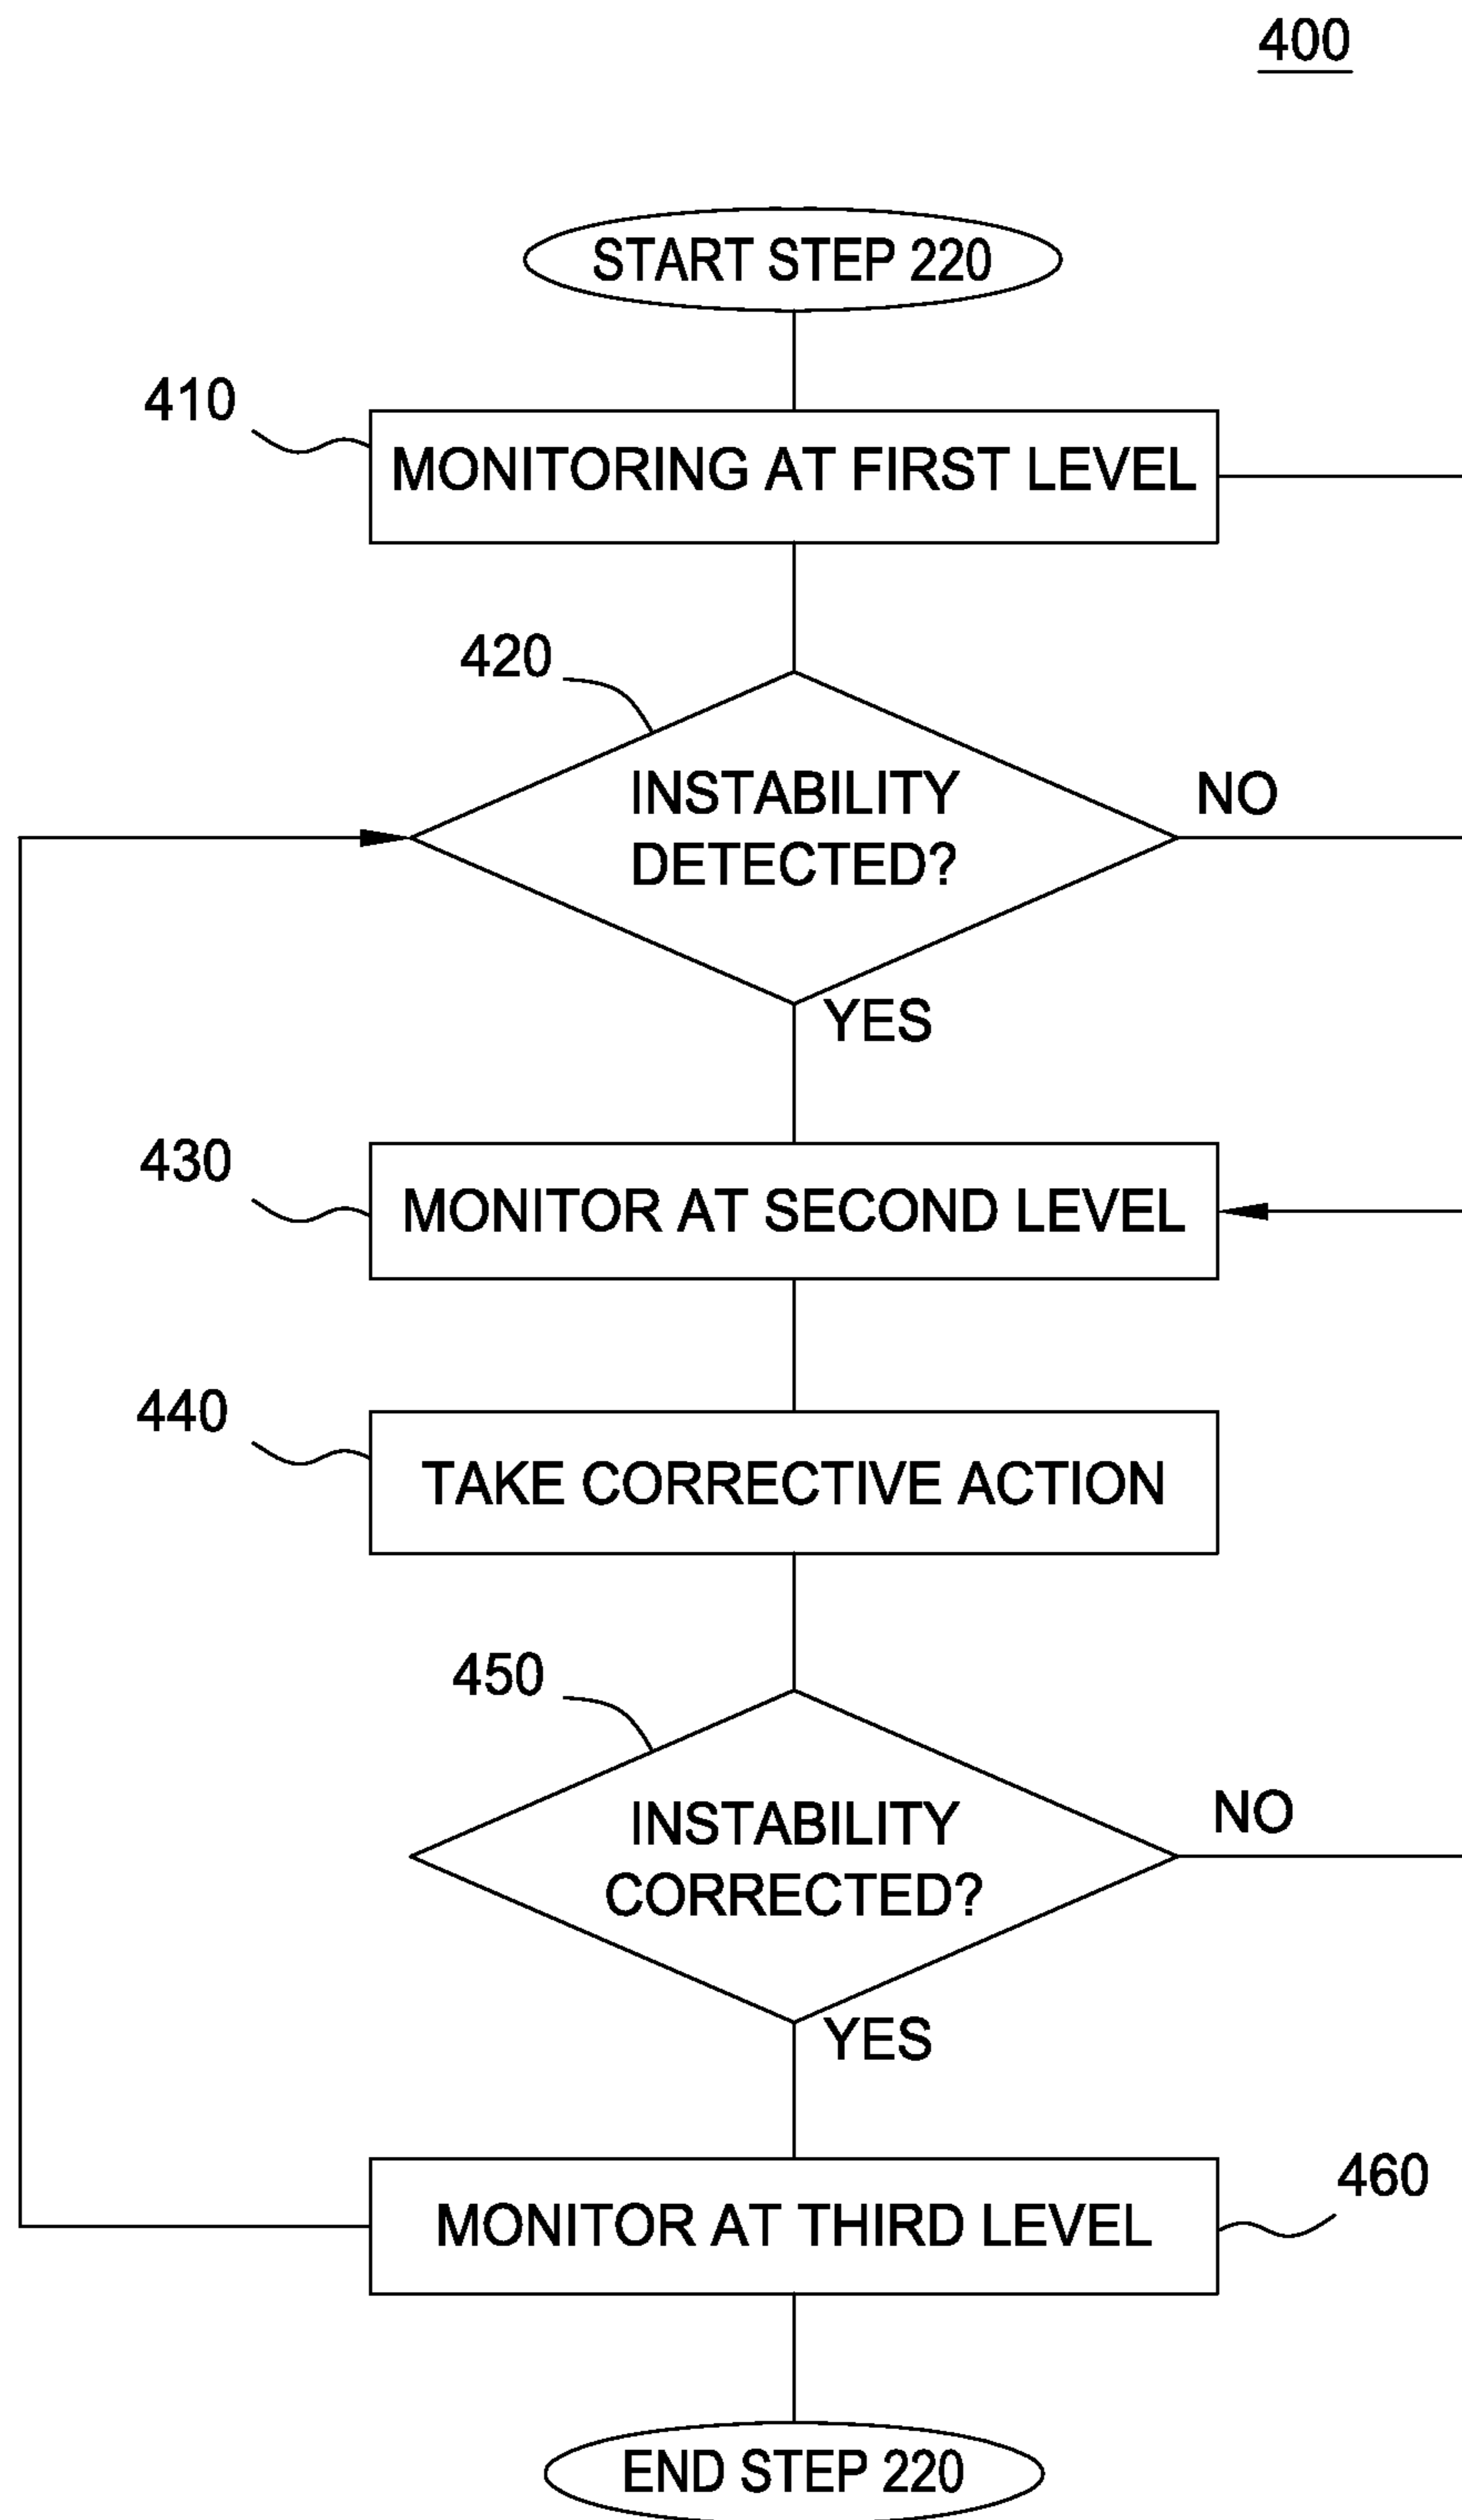 400
START STEP 220
410
MONITORING AT FIRST LEVEL
420
INSTABILITY
DETECTED?
NO
YES
430
MONITOR AT SECOND LEVEL
440
TAKE CORRECTIVE ACTION
450
INSTABILITY
CORRECTED?
NO
YES
460
MONITOR AT THIRD LEVEL
END STEP 220